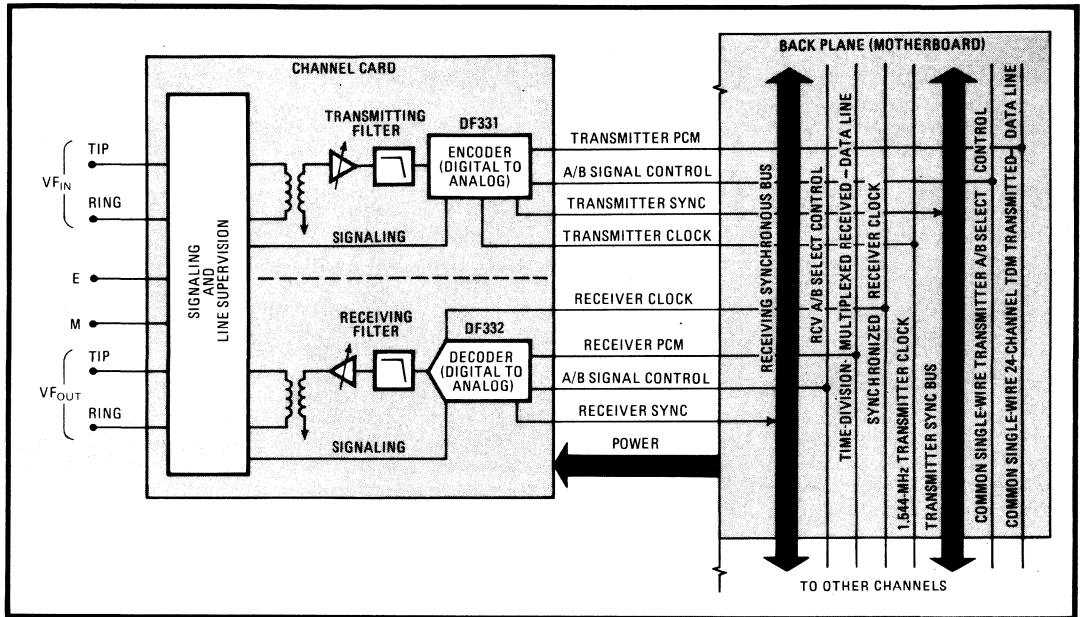 BACK PLANE (MOTHERBOARD)
CHANNEL CARD
TRANSMITTING
FILTER
DF331
ENCODER
(DIGITAL TO
ANALOG)
TIP
VFIN
RING
E
M
TIP
VFOUT
RING
SIGNALING
AND
LINE SUPERVISION
SIGNALING
RECEIVING
FILTER
DF332
DECODER
(DIGITAL TO
ANALOG)
SIGNALING
TRANSMITTER PCM
A/B SIGNAL CONTROL
TRANSMITTER SYNC
TRANSMITTER CLOCK
RECEIVER CLOCK
RECEIVER PCM
A/B SIGNAL CONTROL
RECEIVER SYNC
POWER
RECEIVING SYNCHRONOUS BUS
RCV A/B SELECT CONTROL
TIME-DIVISION MULTIPLEXED RECEIVED – DATA LINE
SYNCHRONIZED RECEIVER CLOCK
1.544-MHz TRANSMITTER CLOCK
TRANSMITTER SYNC BUS
COMMON SINGLE-WIRE TRANSMITTER A/B SELECT CONTROL
COMMON SINGLE-WIRE 24-CHANNEL TDM TRANSMITTED – DATA LINE
TO OTHER CHANNELS